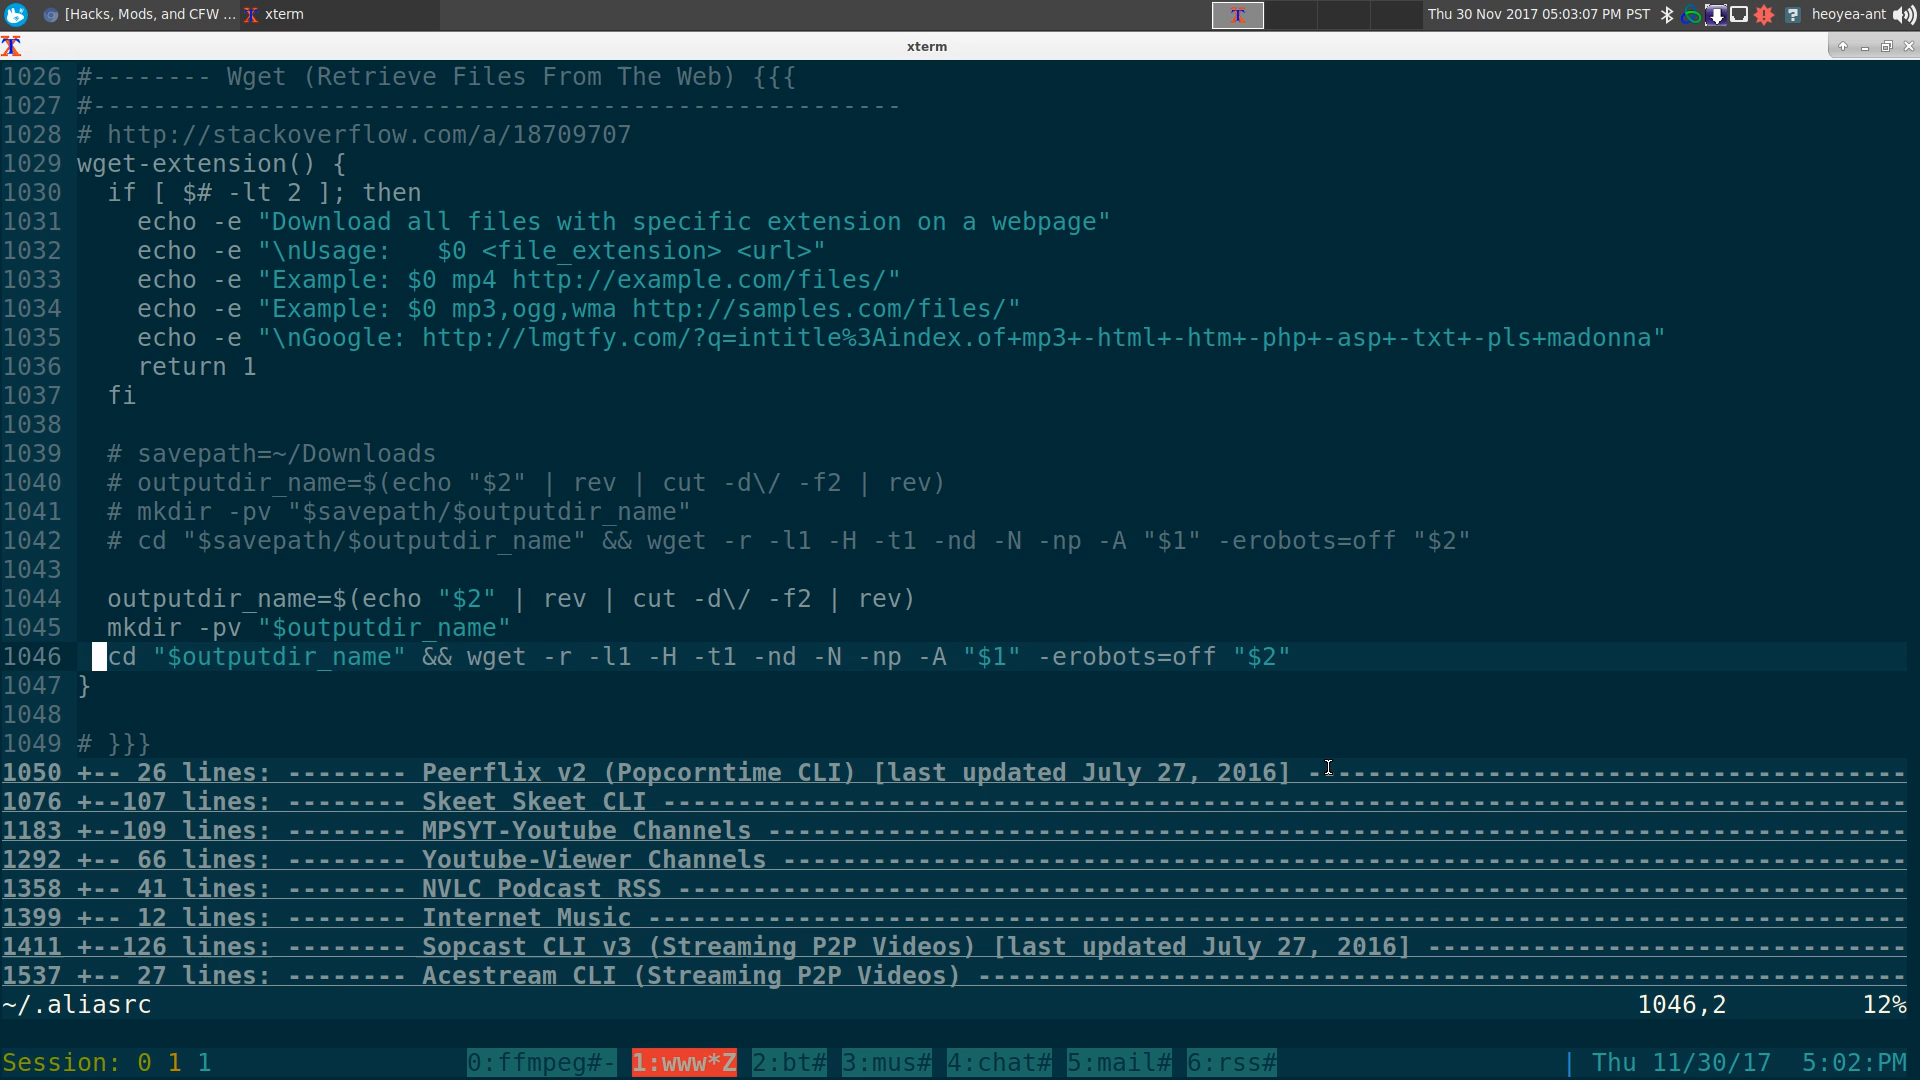 [Hacks, Mods, and CFW ... xterm Thu 30 Nov 2017 05:03:07 PM PST heoyea-ant
xterm
1026 #-------- Wget (Retrieve Files From The Web) {{{
1027 #------------------------------------------------------
1028 # http://stackoverflow.com/a/18709707
1029 wget-extension() {
1030   if [ $# -lt 2 ]; then
1031     echo -e "Download all files with specific extension on a webpage"
1032     echo -e "\nUsage:   $0 <file_extension> <url>"
1033     echo -e "Example: $0 mp4 http://example.com/files/"
1034     echo -e "Example: $0 mp3,ogg,wma http://samples.com/files/"
1035     echo -e "\nGoogle: http://lmgtfy.com/?q=intitle%3Aindex.of+mp3+-html+-htm+-php+-asp+-txt+-pls+madonna"
1036     return 1
1037   fi
1038
1039   # savepath=~/Downloads
1040   # outputdir_name=$(echo "$2" | rev | cut -d\/ -f2 | rev)
1041   # mkdir -pv "$savepath/$outputdir_name"
1042   # cd "$savepath/$outputdir_name" && wget -r -l1 -H -t1 -nd -N -np -A "$1" -erobots=off "$2"
1043
1044   outputdir_name=$(echo "$2" | rev | cut -d\/ -f2 | rev)
1045   mkdir -pv "$outputdir_name"
1046   cd "$outputdir_name" && wget -r -l1 -H -t1 -nd -N -np -A "$1" -erobots=off "$2"
1047 }
1048
1049 # }}}
1050 +-- 26 lines: -------- Peerflix v2 (Popcorntime CLI) [last updated July 27, 2016] ----------------------------------------
1076 +--107 lines: -------- Skeet Skeet CLI -----------------------------------------------------------------------------------
1183 +--109 lines: -------- MPSYT-Youtube Channels ----------------------------------------------------------------------------
1292 +-- 66 lines: -------- Youtube-Viewer Channels ---------------------------------------------------------------------------
1358 +-- 41 lines: -------- NVLC Podcast RSS ----------------------------------------------------------------------------------
1399 +-- 12 lines: -------- Internet Music ------------------------------------------------------------------------------------
1411 +--126 lines: -------- Sopcast CLI v3 (Streaming P2P Videos) [last updated July 27, 2016] --------------------------------
1537 +-- 27 lines: -------- Acestream CLI (Streaming P2P Videos) --------------------------------------------------------------
~/.aliasrc 1046,2 12%
Session: 0 1 1 0:ffmpeg#- 1:www*Z 2:bt# 3:mus# 4:chat# 5:mail# 6:rss# | Thu 11/30/17 5:02:PM